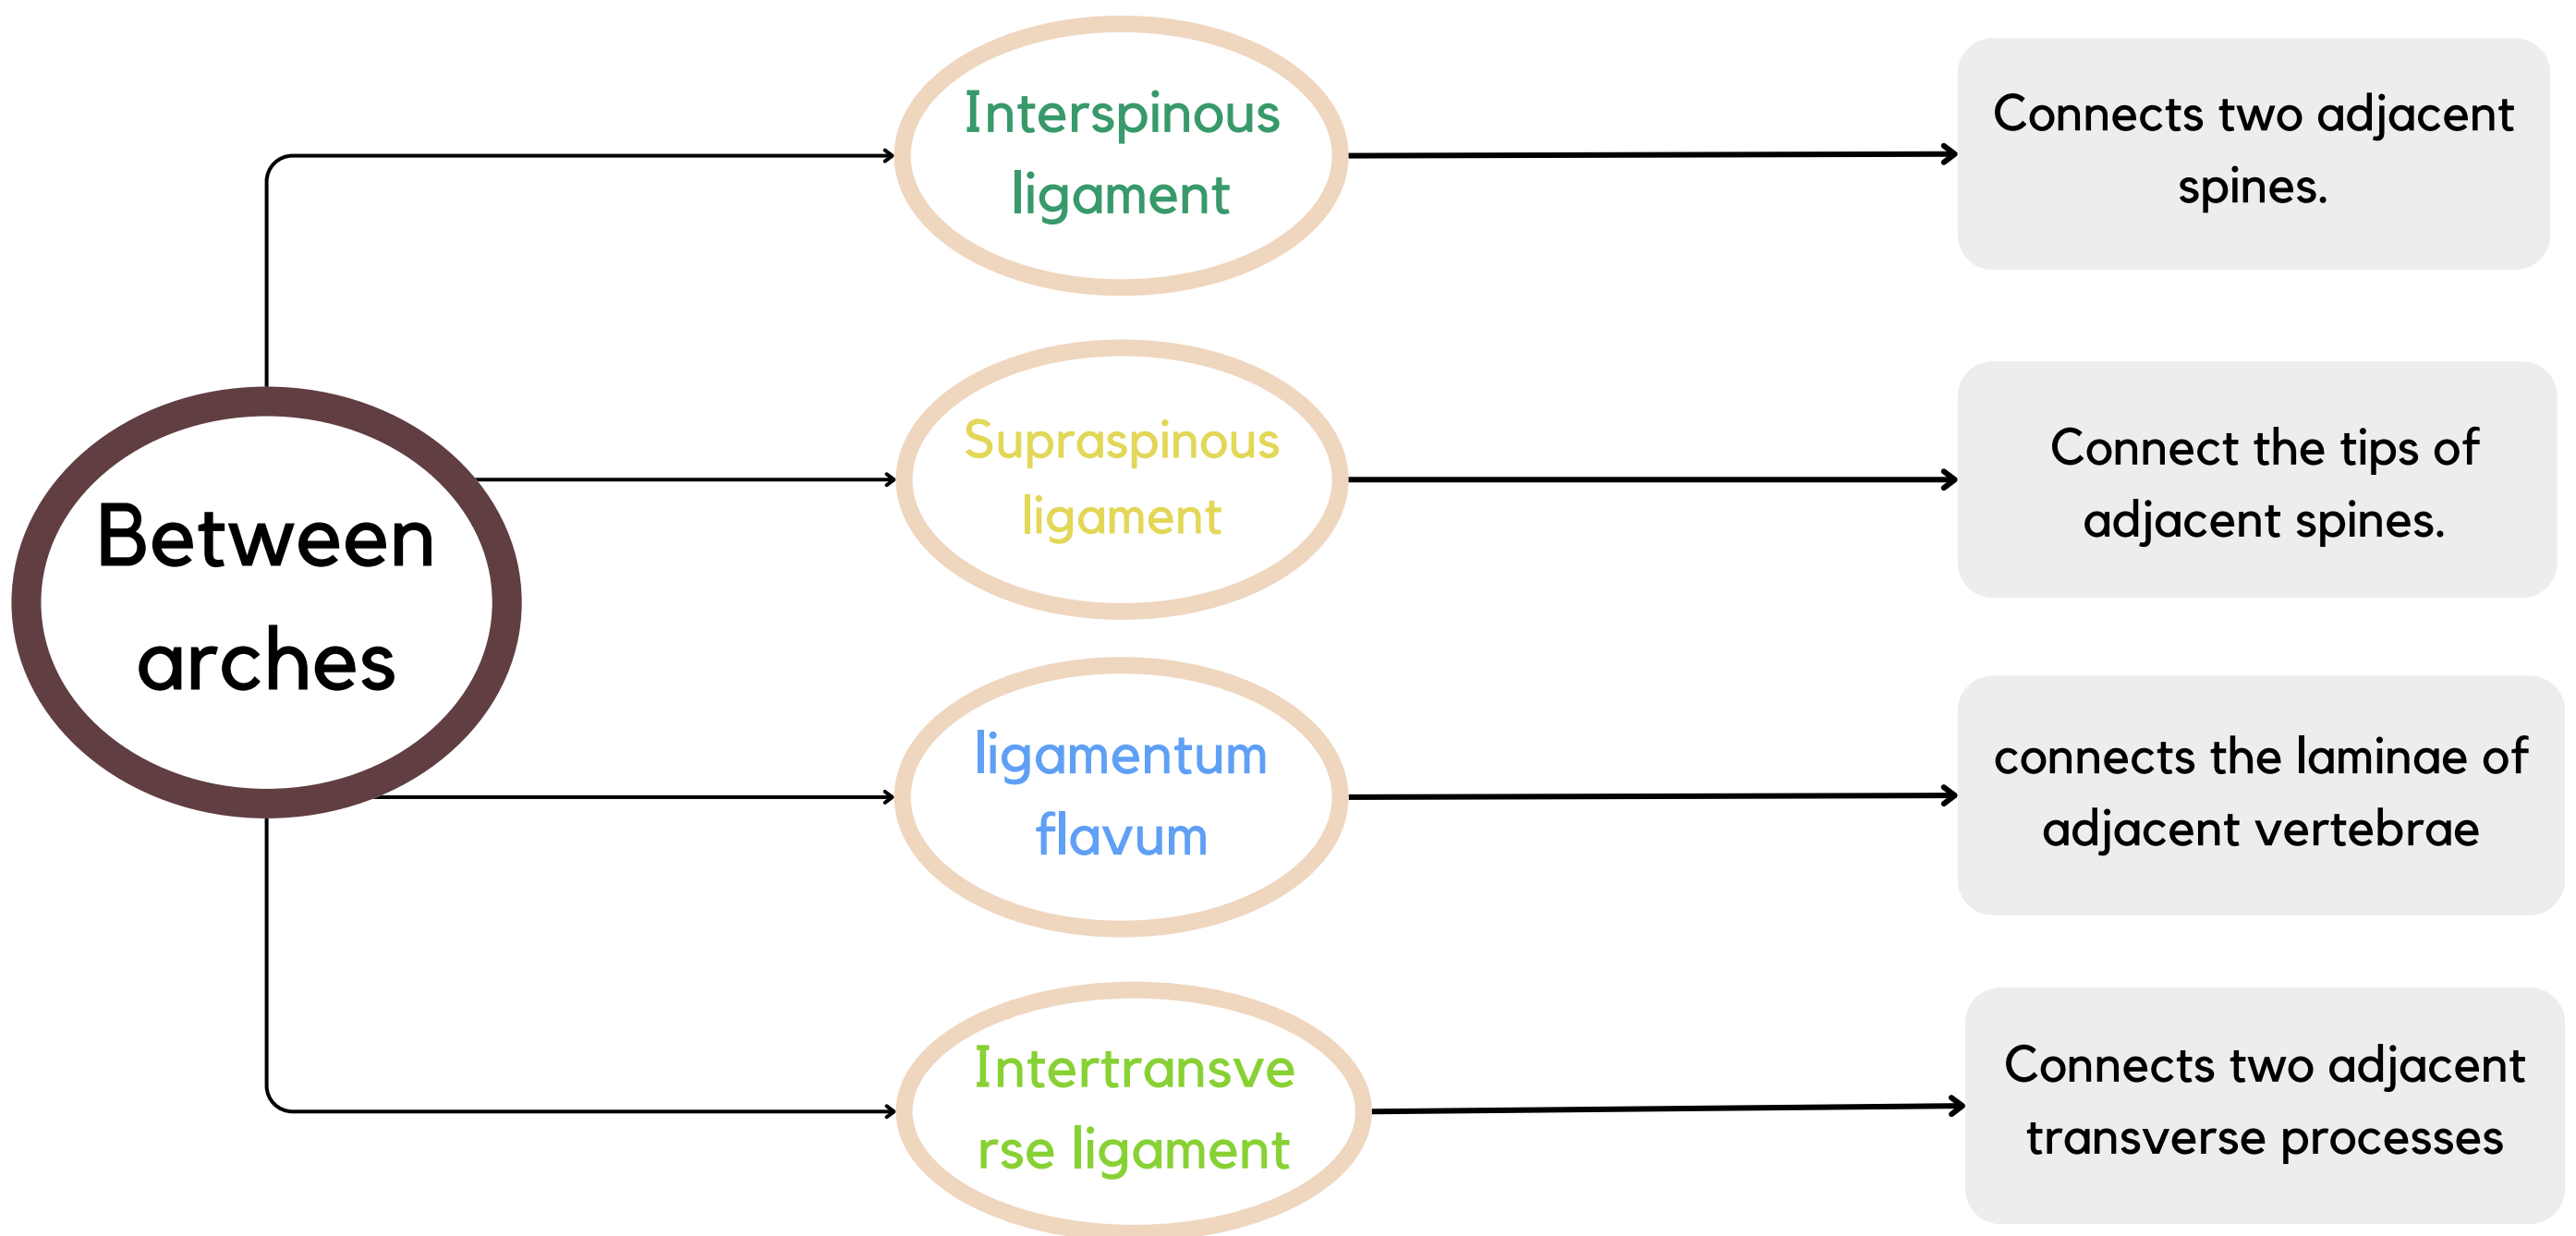 Between
arches
Interspinous
ligament
Connects two adjacent
spines.
Supraspinous
ligament
Connect the tips of
adjacent spines.
ligamentum
flavum
connects the laminae of
adjacent vertebrae
Intertransve
rse ligament
Connects two adjacent
transverse processes